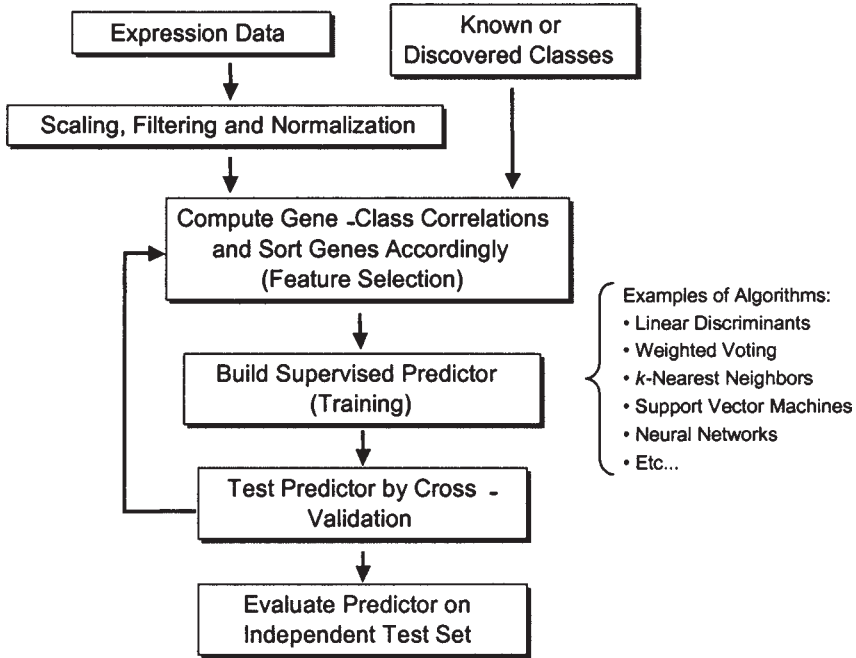 Expression Data
Known or
Discovered Classes
Scaling, Filtering and Normalization
Compute Gene -Class Correlations
and Sort Genes Accordingly
(Feature Selection)
Examples of Algorithms:
• Linear Discriminants
• Weighted Voting
• k-Nearest Neighbors
• Support Vector Machines
• Neural Networks
• Etc...
Build Supervised Predictor
(Training)
Test Predictor by Cross -
Validation
Evaluate Predictor on
Independent Test Set